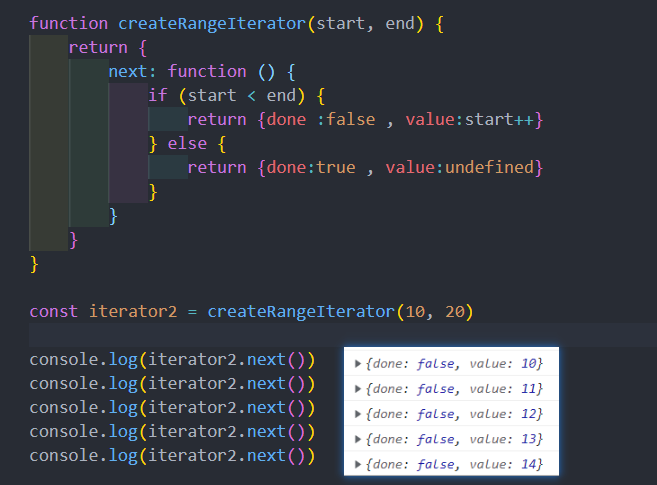 function createRangeIterator(start, end) {
return {
next: function () {
if (start < end) {
return {done :false , value:start++}
} else {
return {done:true , value:undefined}
}
}
}
}
const iterator2 = createRangeIterator(10, 20)
console.log(iterator2.next())
console.log(iterator2.next())
console.log(iterator2.next())
console.log(iterator2.next())
console.log(iterator2.next())
▶ {done: false, value: 10}
▶ {done: false, value: 11}
▶ {done: false, value: 12}
▶ {done: false, value: 13}
▶ {done: false, value: 14}